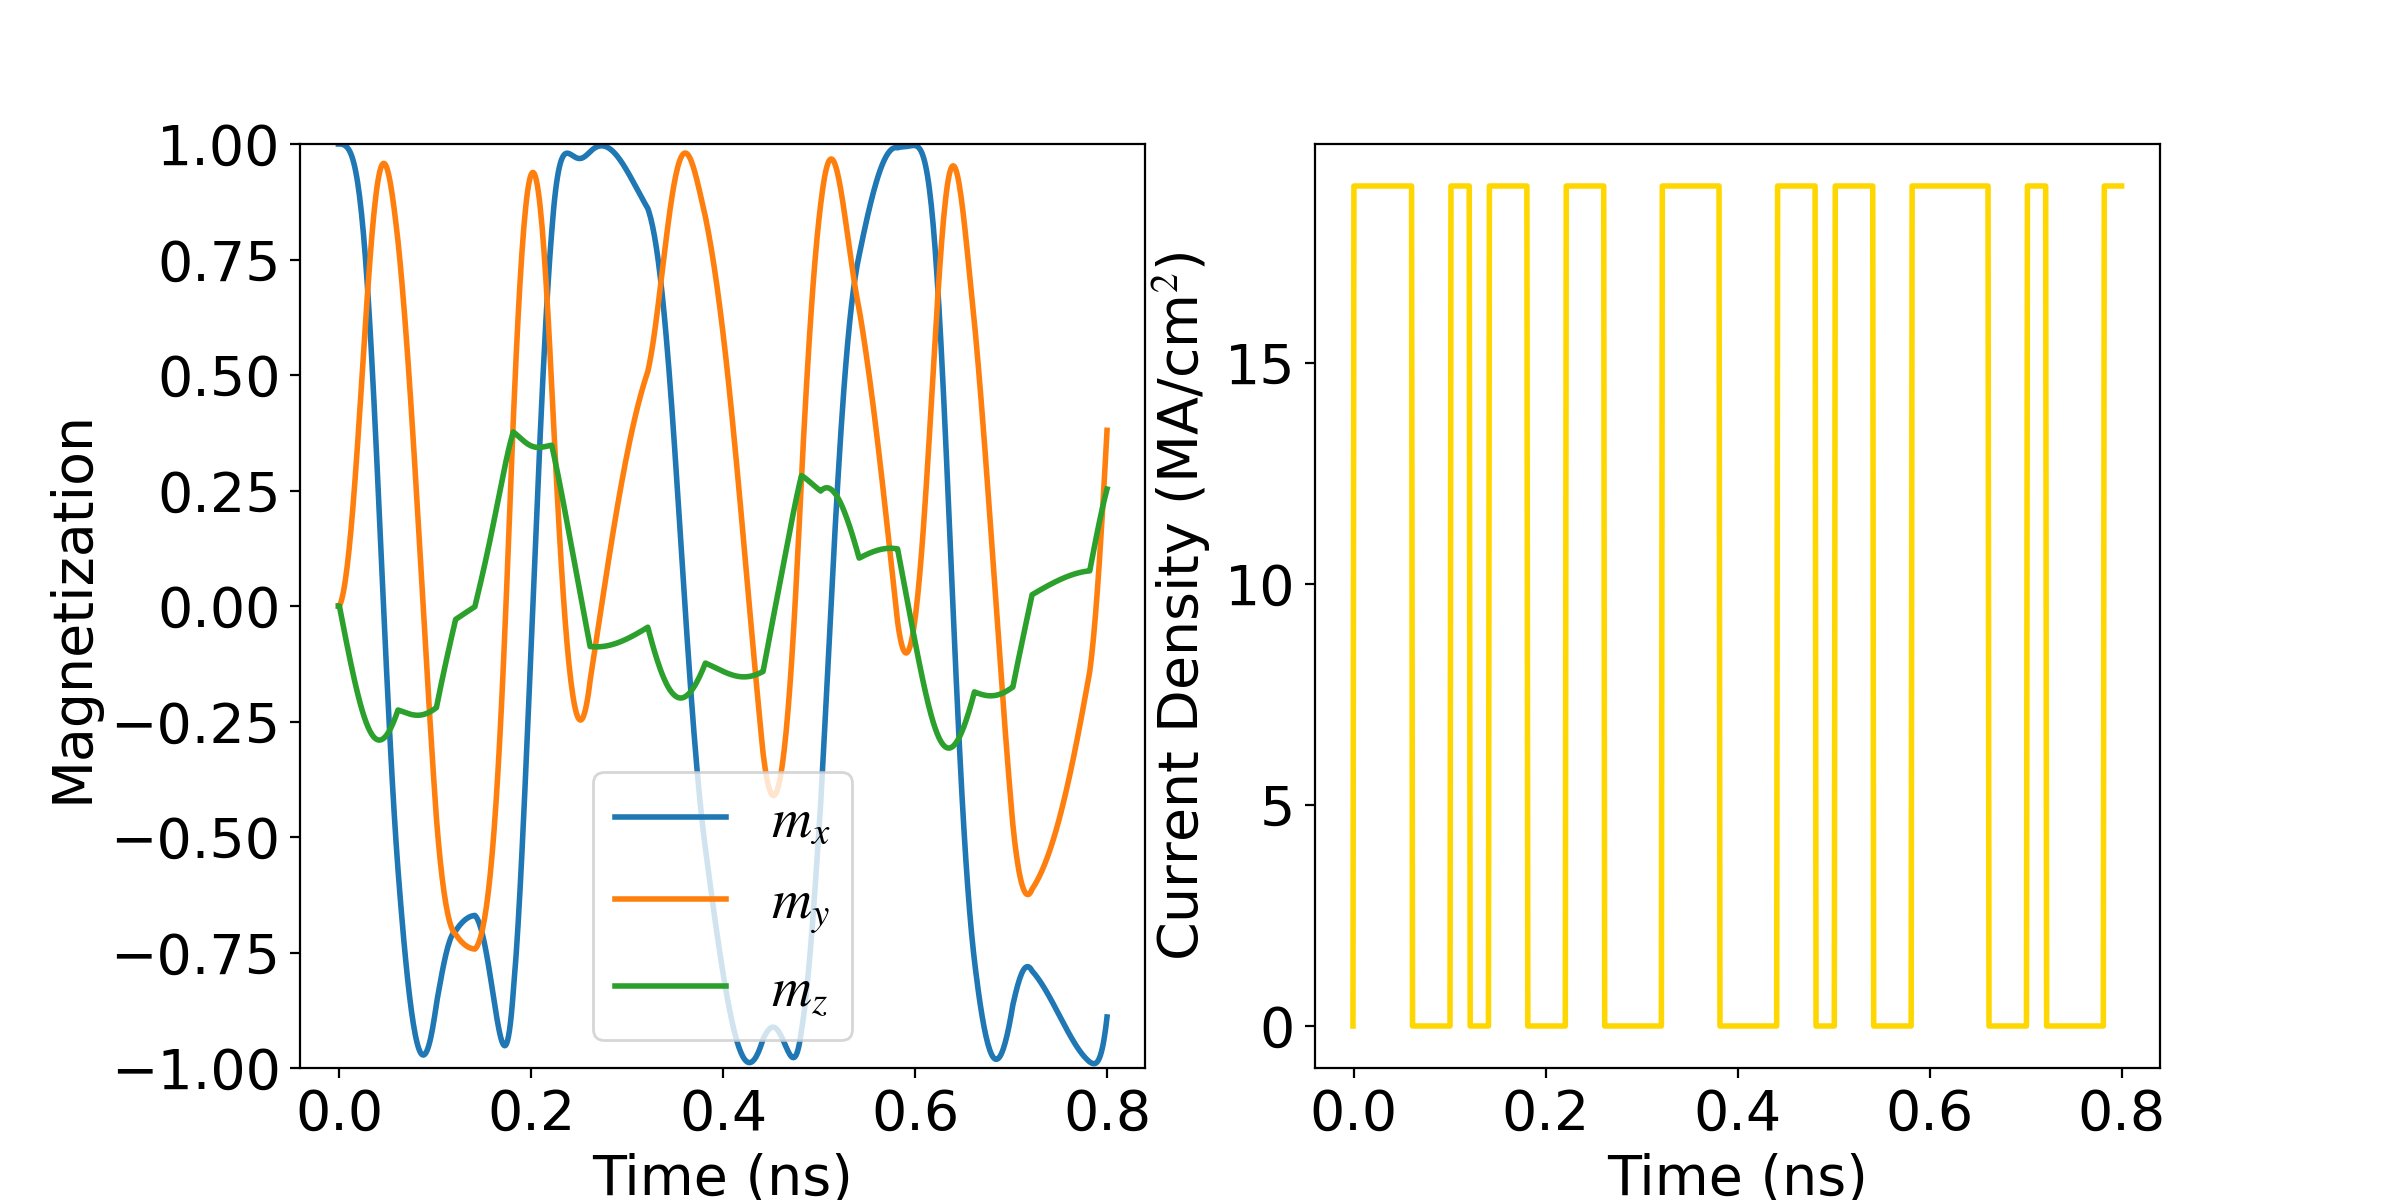 Magnetization
1.00
0.75
0.50
0.25
0.00
−0.25
−0.50
−0.75
−1.00
0.0 0.2 0.4 0.6 0.8
Time (ns)
m_x
m_y
m_z
Current Density (MA/cm²)
15
10
5
0
0.0 0.2 0.4 0.6 0.8
Time (ns)